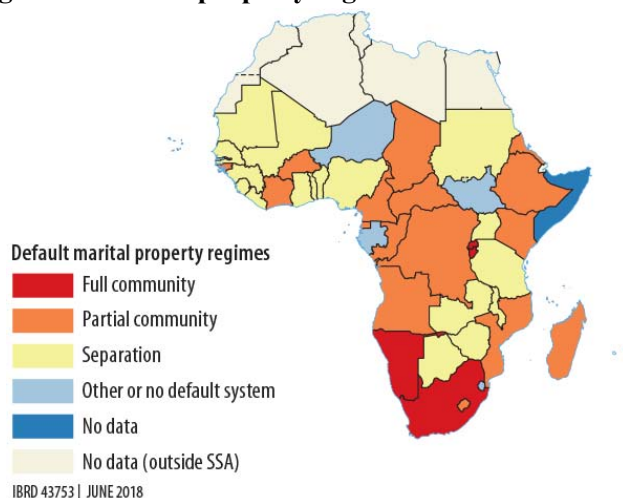 Default marital property regimes
Full community
Partial community
Separation
Other or no default system
No data
No data (outside SSA)
IBRD 43753 | JUNE 2018